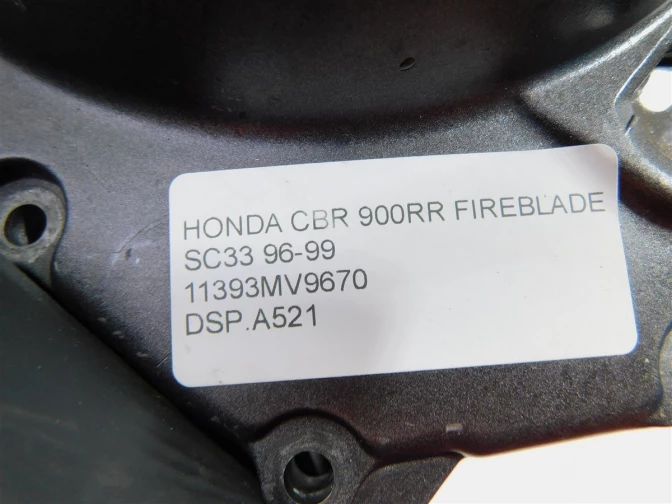 HONDA CBR 900RR FIREBLADE
SC33 96-99
11393MV9670
DSP.A521